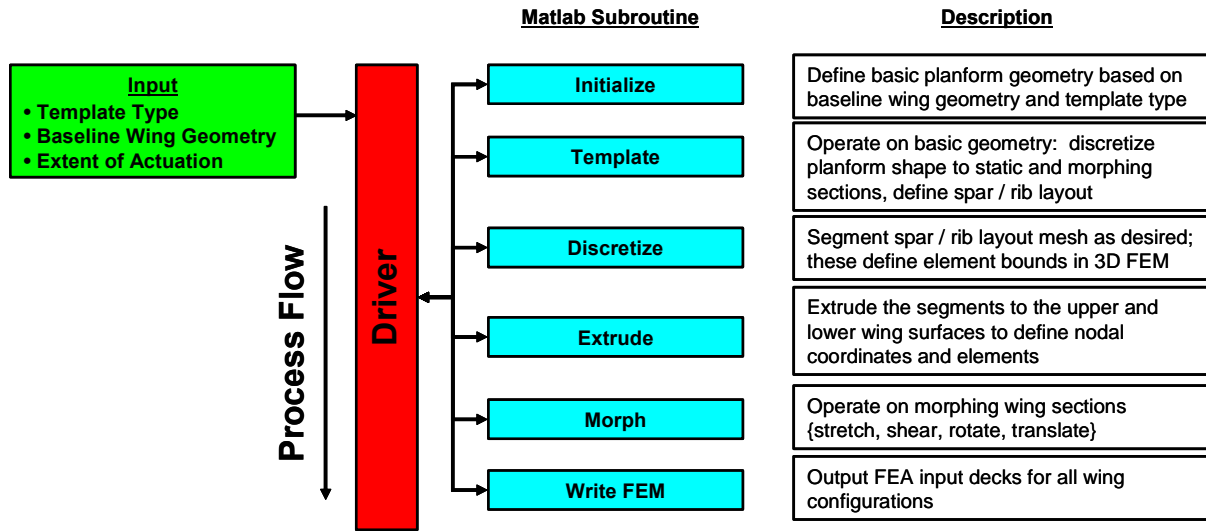 Matlab Subroutine
Description
Input
• Template Type
• Baseline Wing Geometry
• Extent of Actuation
Process Flow
Driver
Initialize
Define basic planform geometry based on
baseline wing geometry and template type
Template
Operate on basic geometry: discretize
planform shape to static and morphing
sections, define spar / rib layout
Discretize
Segment spar / rib layout mesh as desired;
these define element bounds in 3D FEM
Extrude
Extrude the segments to the upper and
lower wing surfaces to define nodal
coordinates and elements
Morph
Operate on morphing wing sections
{stretch, shear, rotate, translate}
Write FEM
Output FEA input decks for all wing
configurations